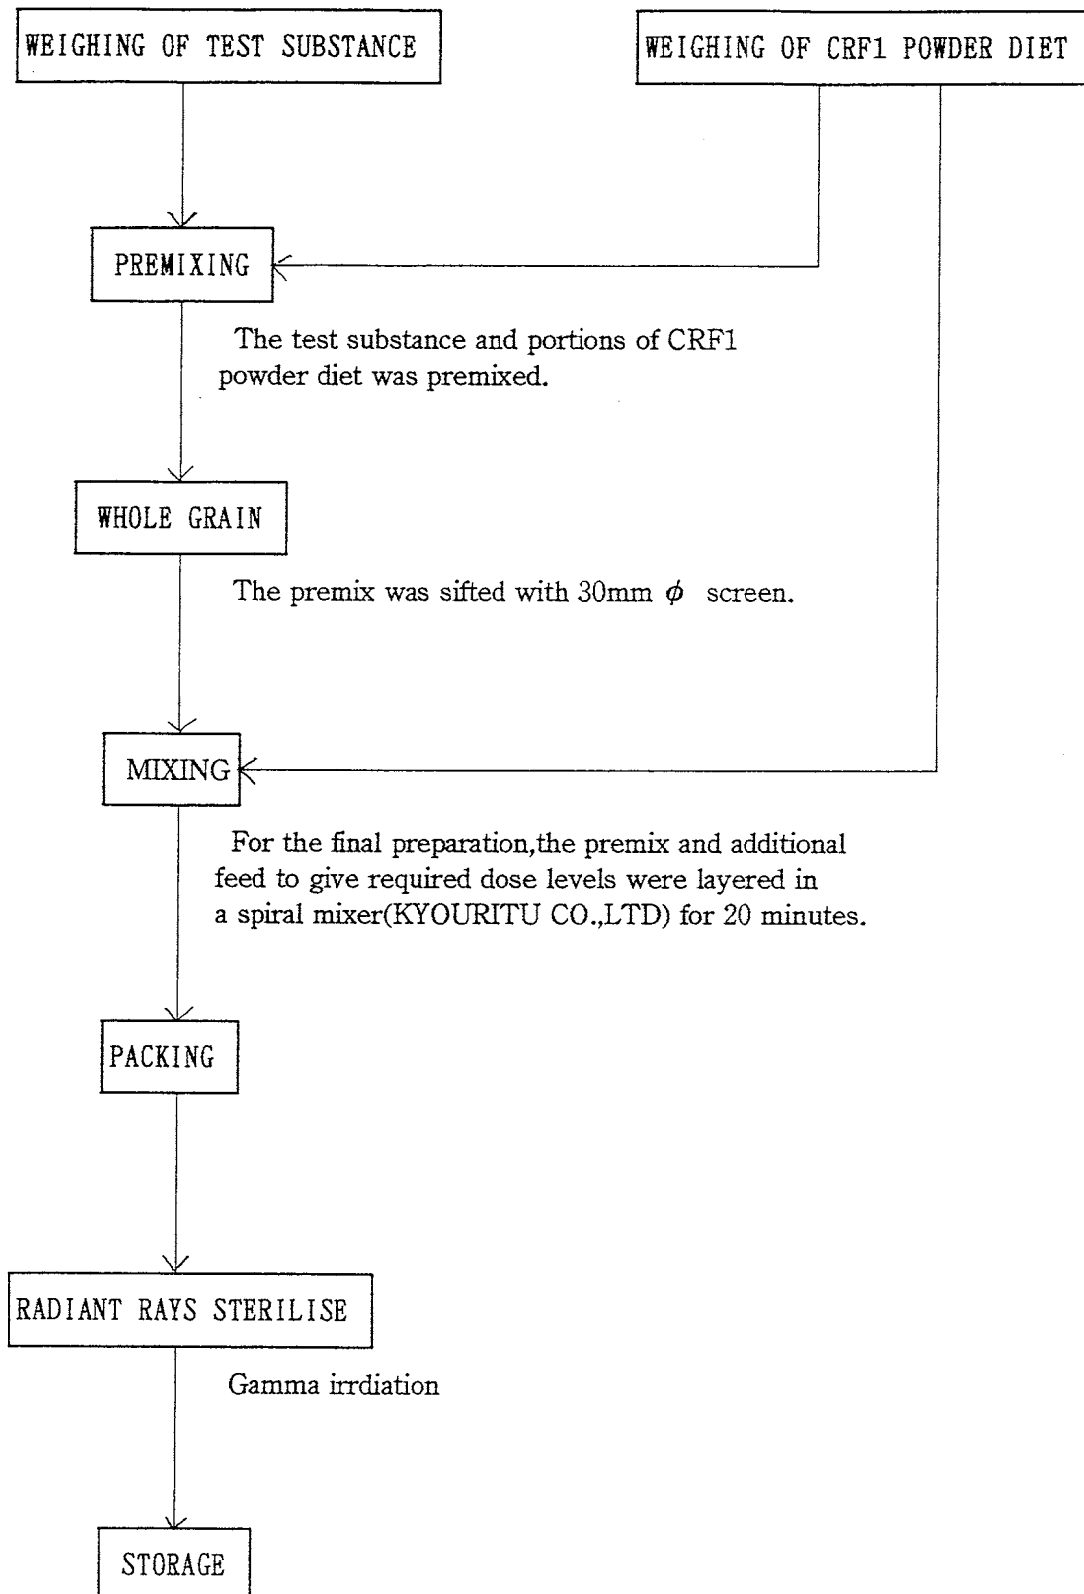 WEIGHING OF TEST SUBSTANCE
WEIGHING OF CRF1 POWDER DIET
PREMIXING
The test substance and portions of CRF1
powder diet was premixed.
WHOLE GRAIN
The premix was sifted with 30mm ϕ screen.
MIXING
For the final preparation,the premix and additional
feed to give required dose levels were layered in
a spiral mixer(KYOURITU CO.,LTD) for 20 minutes.
PACKING
RADIANT RAYS STERILISE
Gamma irrdiation
STORAGE